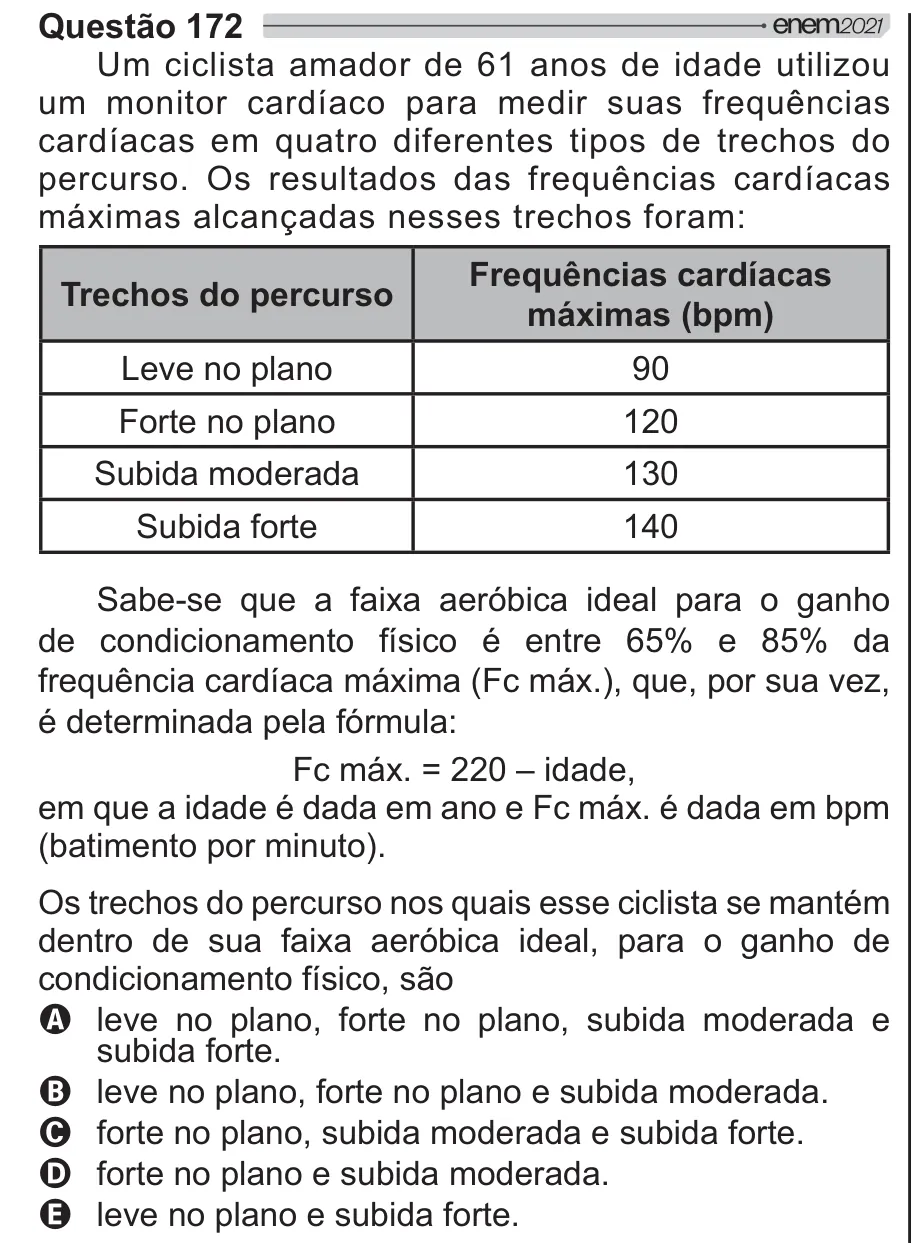 Questão 172 enem2021
Um ciclista amador de 61 anos de idade utilizou
um monitor cardíaco para medir suas frequências
cardíacas em quatro diferentes tipos de trechos do
percurso. Os resultados das frequências cardíacas
máximas alcançadas nesses trechos foram:
Trechos do percurso
Frequências cardíacas
máximas (bpm)
Leve no plano 90
Forte no plano 120
Subida moderada 130
Subida forte 140
Sabe-se que a faixa aeróbica ideal para o ganho
de condicionamento físico é entre 65% e 85% da
frequência cardíaca máxima (Fc máx.), que, por sua vez,
é determinada pela fórmula:
Fc máx. = 220 – idade,
em que a idade é dada em ano e Fc máx. é dada em bpm
(batimento por minuto).
Os trechos do percurso nos quais esse ciclista se mantém
dentro de sua faixa aeróbica ideal, para o ganho de
condicionamento físico, são
A leve no plano, forte no plano, subida moderada e
subida forte.
B leve no plano, forte no plano e subida moderada.
C forte no plano, subida moderada e subida forte.
D forte no plano e subida moderada.
E leve no plano e subida forte.